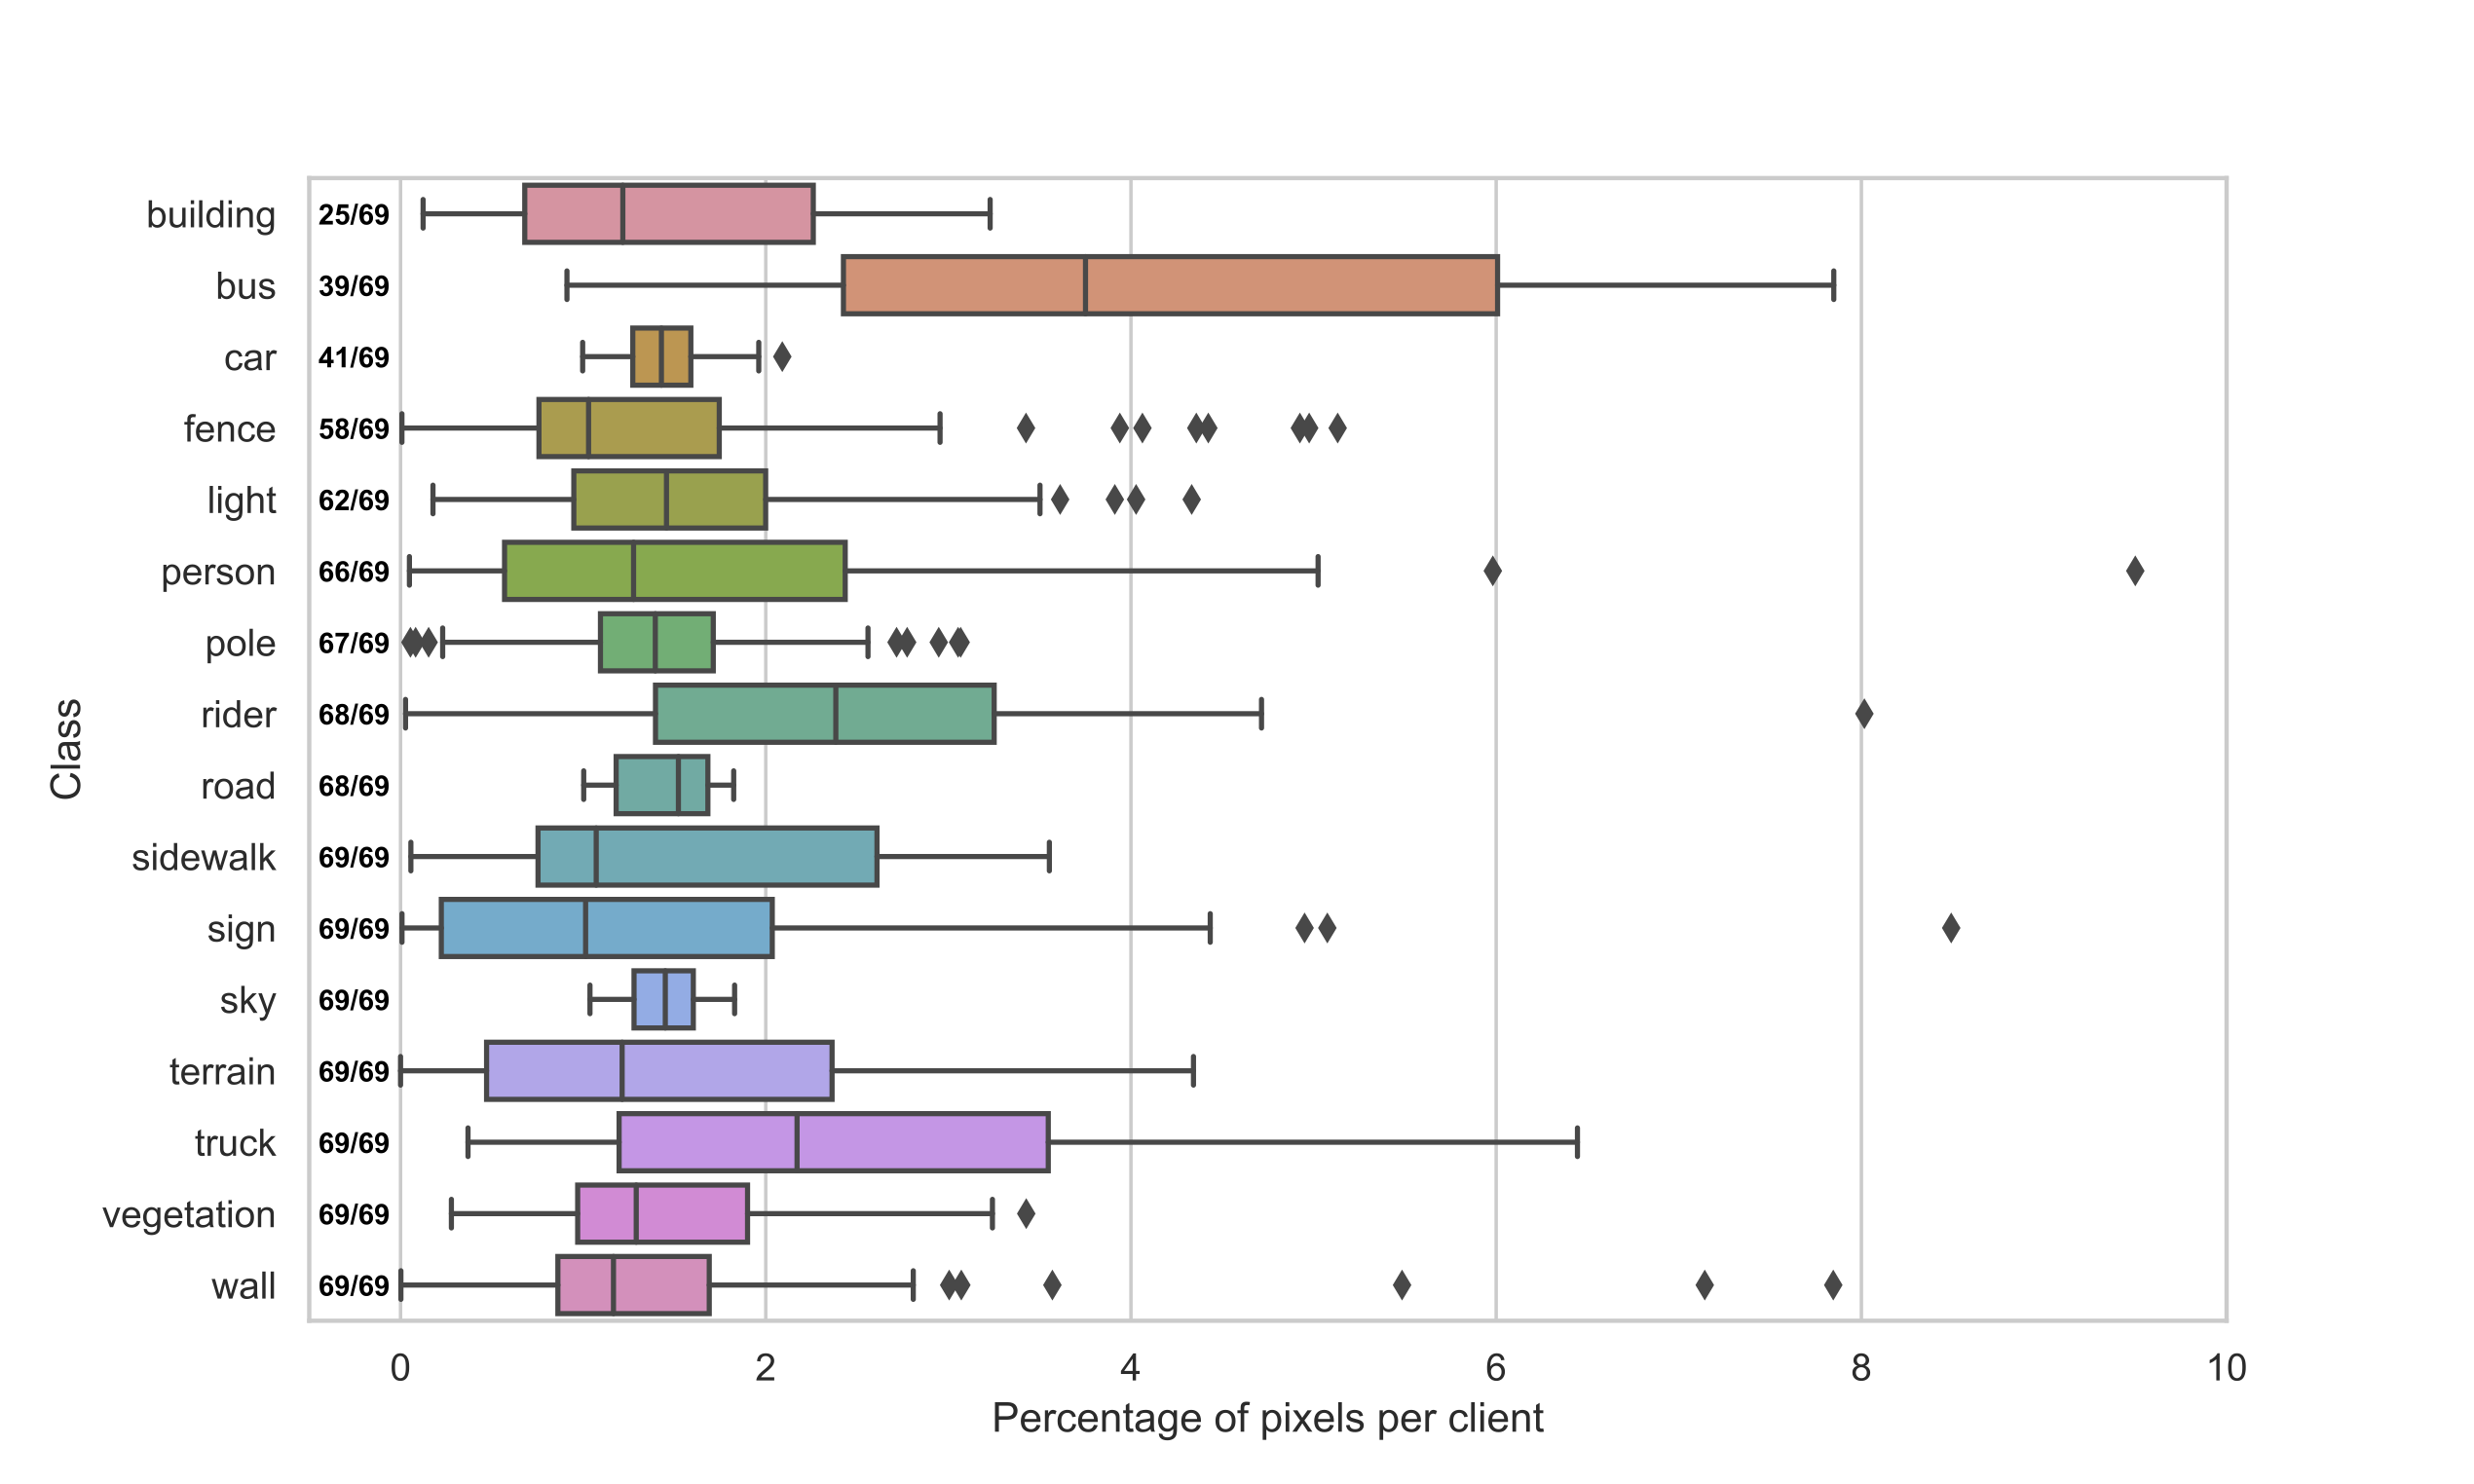 building 25/69
bus 39/69
car 41/69
fence 58/69
light 62/69
person 66/69
pole 67/69
rider 68/69
road 68/69
sidewalk 69/69
sign 69/69
sky 69/69
terrain 69/69
truck 69/69
vegetation 69/69
wall 69/69
Class
0 2 4 6 8 10
Percentage of pixels per client